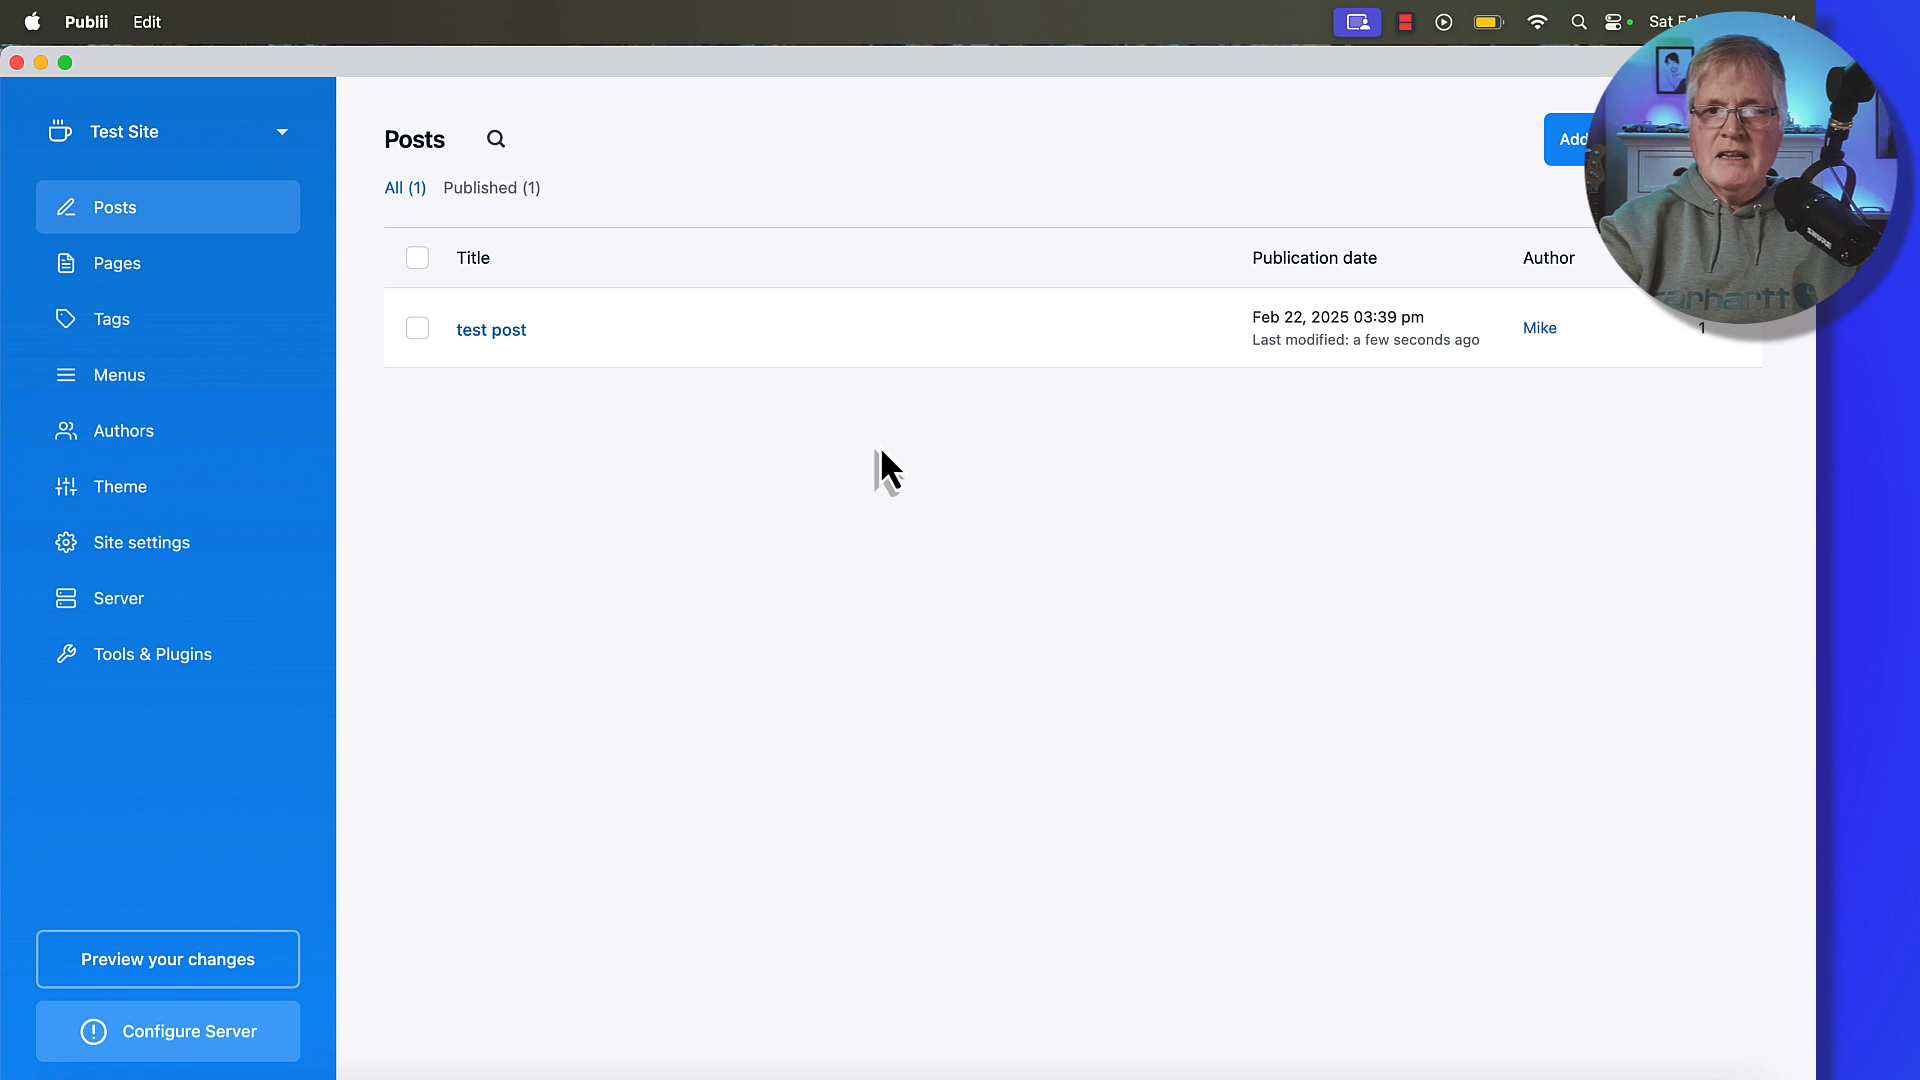 Publii Edit
Sat
Test Site
Posts
Add
All (1) Published (1)
Posts
Pages
Tags
Menus
Authors
Theme
Site settings
Server
Tools & Plugins
Title Publication date Author
test post
Feb 22, 2025 03:39 pm
Last modified: a few seconds ago
Mike
1
SHURE
Preview your changes
Configure Server